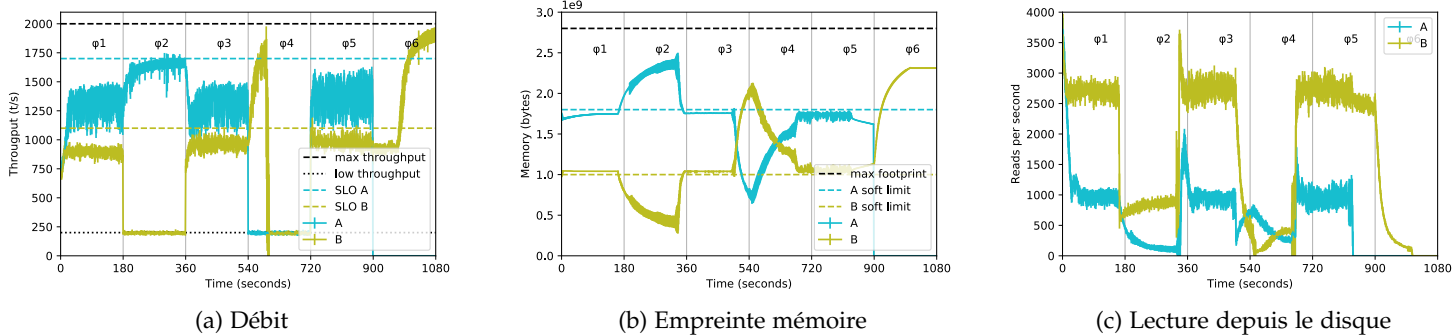 2000
1750
1500
1250
1000
750
500
250
0
Througput (t/s)
φ1 φ2 φ3 φ4 φ5 φ6
max throughput
low throughput
SLO A
SLO B
A
B
0 180 360 540 720 900 1080
Time (seconds)
(a) Débit
1e9
3.0
2.5
2.0
1.5
1.0
0.5
0.0
Memory (bytes)
φ1 φ2 φ3 φ4 φ5 φ6
max footprint
A soft limit
B soft limit
A
B
0 180 360 540 720 900 1080
Time (seconds)
(b) Empreinte mémoire
4000
3500
3000
2500
2000
1500
1000
500
0
Reads per second
φ1 φ2 φ3 φ4 φ5 φ6
A
B
0 180 360 540 720 900 1080
Time (seconds)
(c) Lecture depuis le disque